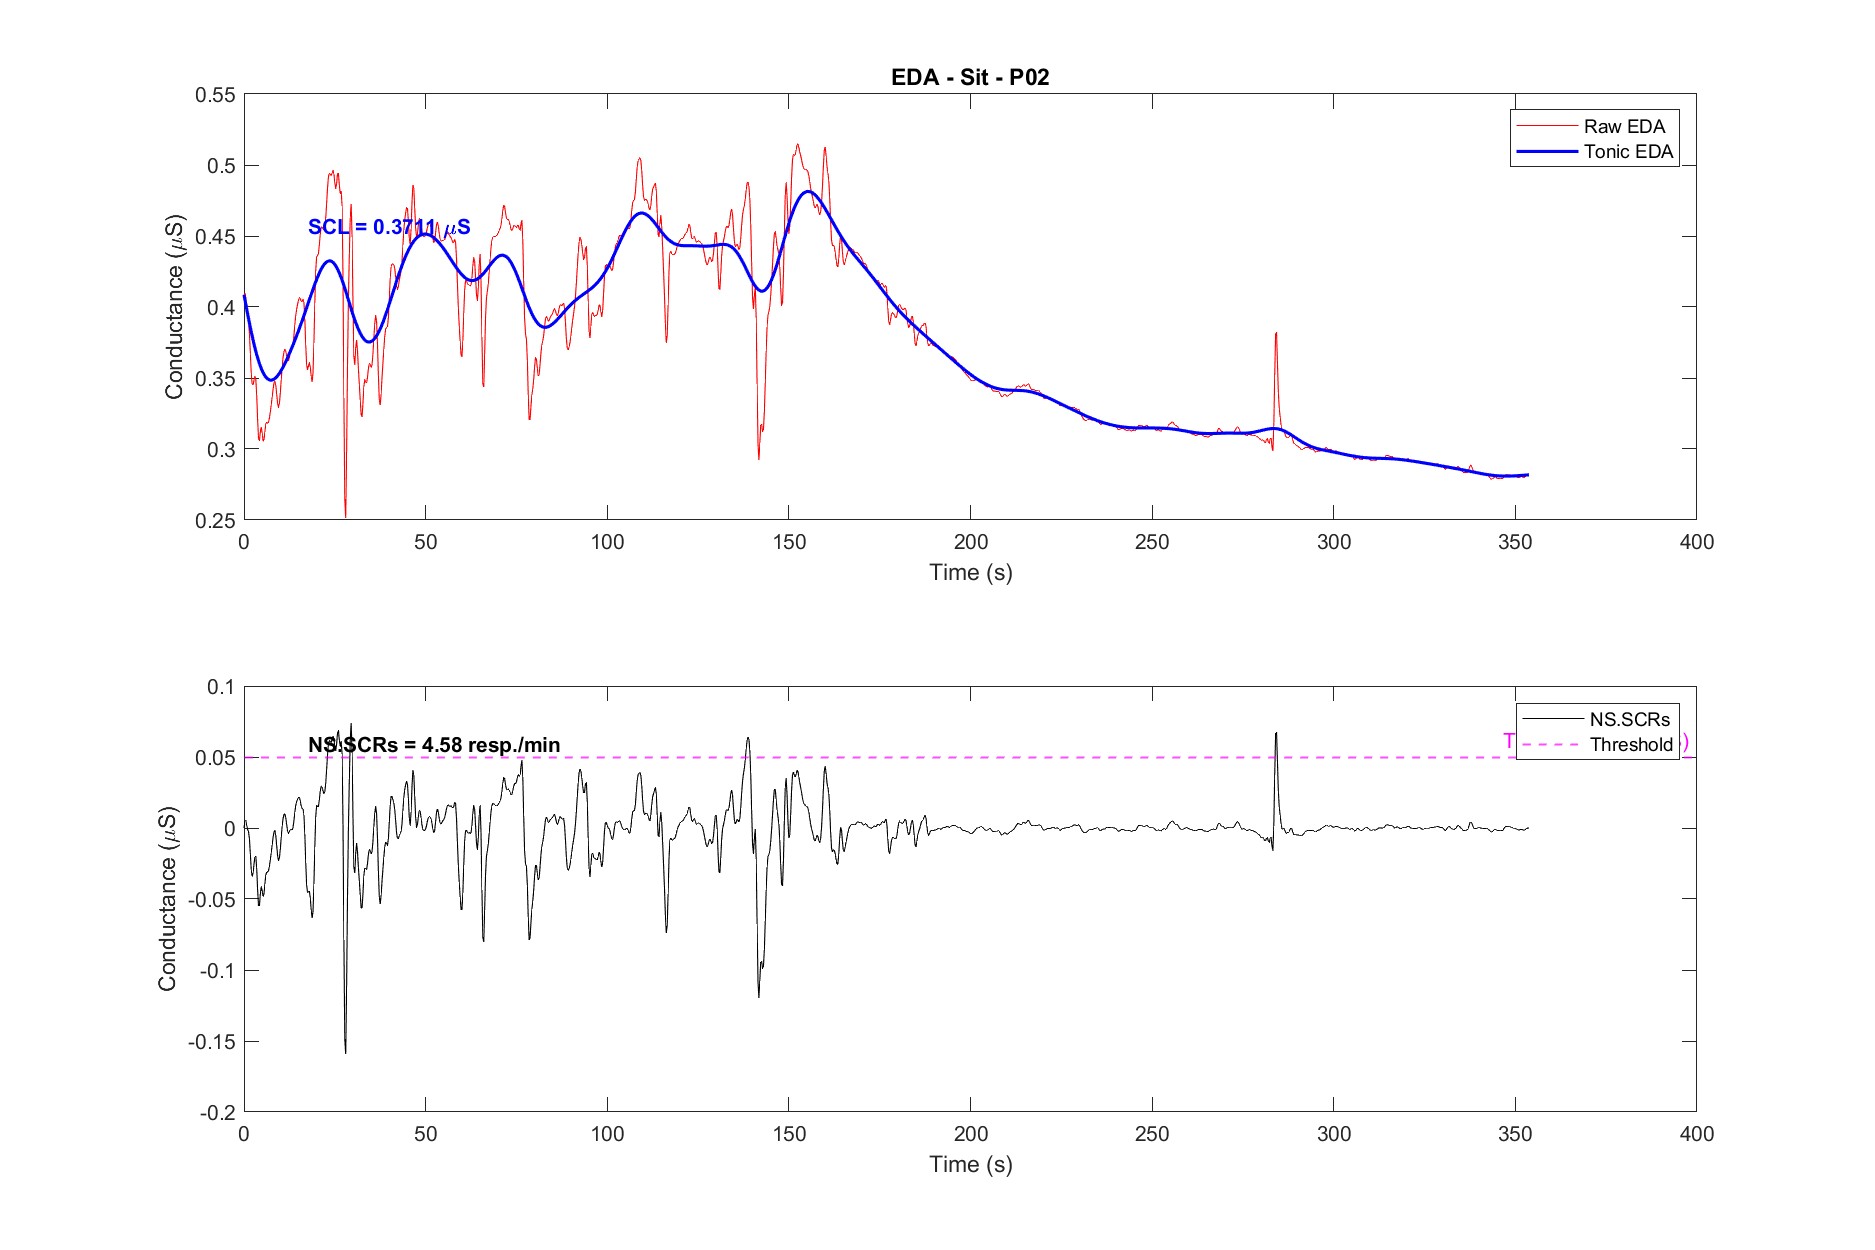 EDA - Sit - P02
0.55
0.5
0.45
0.4
0.35
0.3
0.25
Conductance (μS)
SCL = 0.3711 μS
Raw EDA
Tonic EDA
0 50 100 150 200 250 300 350 400
Time (s)
0.1
0.05
0
-0.05
-0.1
-0.15
-0.2
Conductance (μS)
NS.SCRs = 4.58 resp./min
NS.SCRs
Threshold
0 50 100 150 200 250 300 350 400
Time (s)